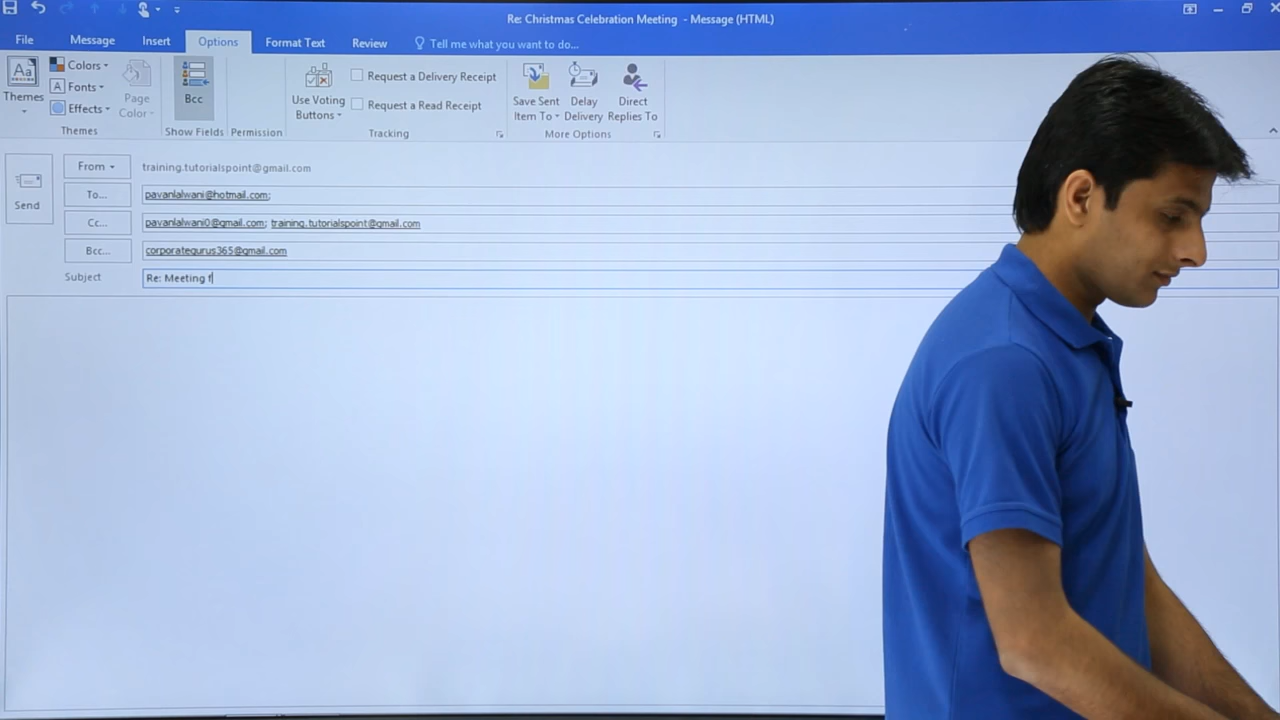 Re: Christmas Celebration Meeting - Message (HTML)
File Message Insert Options Format Text Review Tell me what you want to do...
Themes Colors Fonts Effects Page Color
Bcc
Use Voting Buttons Request a Delivery Receipt Request a Read Receipt
Save Sent Item To Delay Delivery Direct Replies To
Themes Show Fields Permission Tracking More Options
Send
From training.tutorialspoint@gmail.com
To... pavanlalwani@hotmail.com;
Cc... pavanlalwani0@gmail.com; training.tutorialspoint@gmail.com
Bcc... corporategurus365@gmail.com
Subject Re: Meeting f